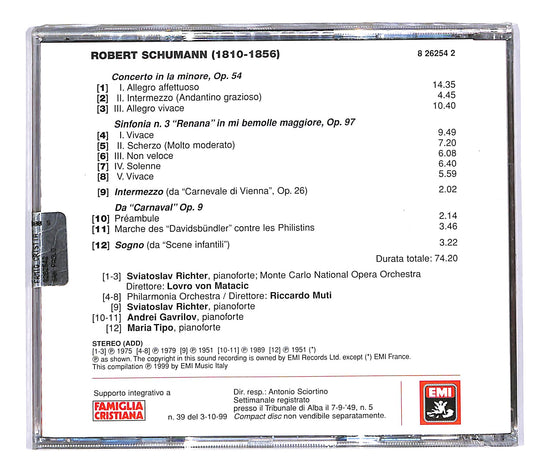 ROBERT SCHUMANN (1810-1856) 8 26254 2
Concerto in la minore, Op. 54
[1] I. Allegro affettuoso 14.35
[2] II. Intermezzo (Andantino grazioso) 4.45
[3] III. Allegro vivace 10.40
Sinfonia n. 3 "Renana" in mi bemolle maggiore, Op. 97
[4] I. Vivace 9.49
[5] II. Scherzo (Molto moderato) 7.20
[6] III. Non veloce 6.08
[7] IV. Solenne 6.40
[8] V. Vivace 5.59
[9] Intermezzo (da "Carnevale di Vienna", Op. 26) 2.02
Da "Carnaval" Op. 9
[10] Préambule 2.14
[11] Marche des "Davidsbündler" contre les Philistins 3.46
[12] Sogno (da "Scene infantili") 3.22
Durata totale: 74.20
[1-3] Sviatoslav Richter, pianoforte; Monte Carlo National Opera Orchestra
Direttore: Lovro von Matacic
[4-8] Philarmonia Orchestra / Direttore: Riccardo Muti
[9] Sviatoslav Richter, pianoforte
[10-11] Andrei Gavrilov, pianoforte
[12] Maria Tipo, pianoforte
STEREO (ADD)
[1-3] ℗ 1975 [4-8] ℗ 1979 [9] ℗ 1951 [10-11] ℗ 1989 [12] ℗ 1951 (*)
℗ as shown. The copyright in this sound recording is owned by EMI Records Ltd. except (*) EMI France.
This compilation ℗ 1999 by EMI Music Italy
Supporto integrativo a
FAMIGLIA
CRISTIANA
n. 39 del 3-10-99
Dir. resp.: Antonio Sciortino
Settimanale registrato
presso il Tribunale di Alba il 7-9-'49, n. 5
Compact disc non vendibile separatamente.
EMI